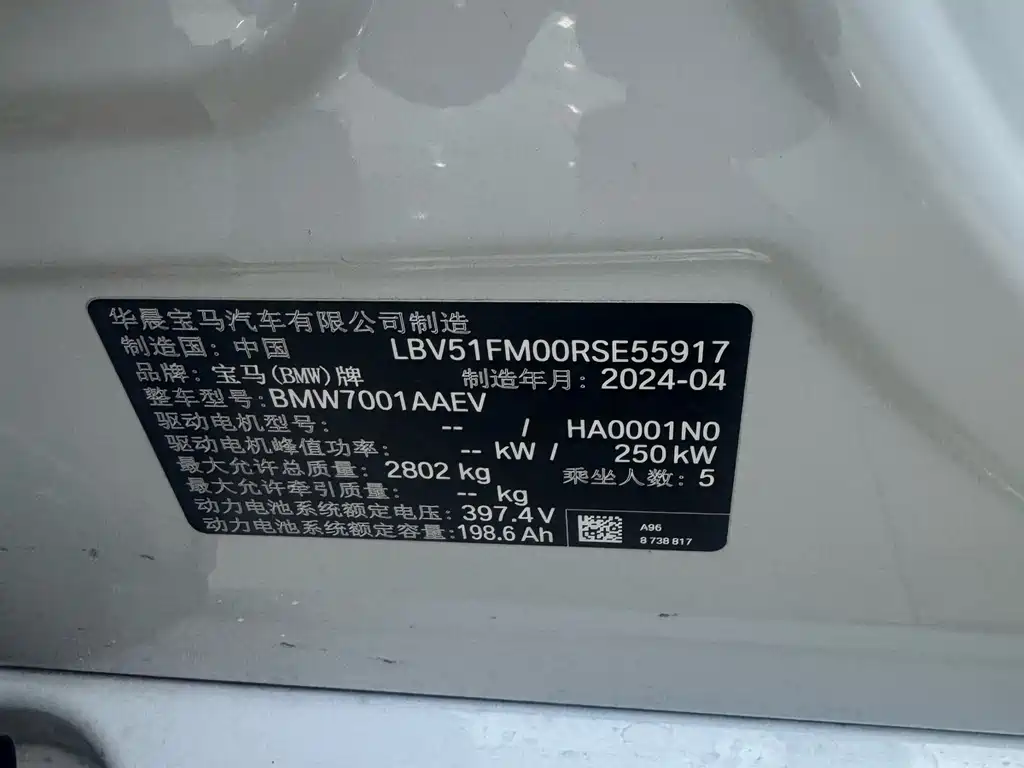 华晨宝马汽车有限公司制造
制造国: 中国 LBV51FM00RSE55917
品牌: 宝马(BMW)牌 制造年月: 2024-04
整车型号: BMW7001AAEV
驱动电机型号: -- / HA0001N0
驱动电机峰值功率: -- kW / 250 kW
最大允许总质量: 2802 kg 乘坐人数: 5
最大允许牵引质量: -- kg
动力电池系统额定电压: 397.4 V
动力电池系统额定容量: 198.6 Ah
A96
8 738 817